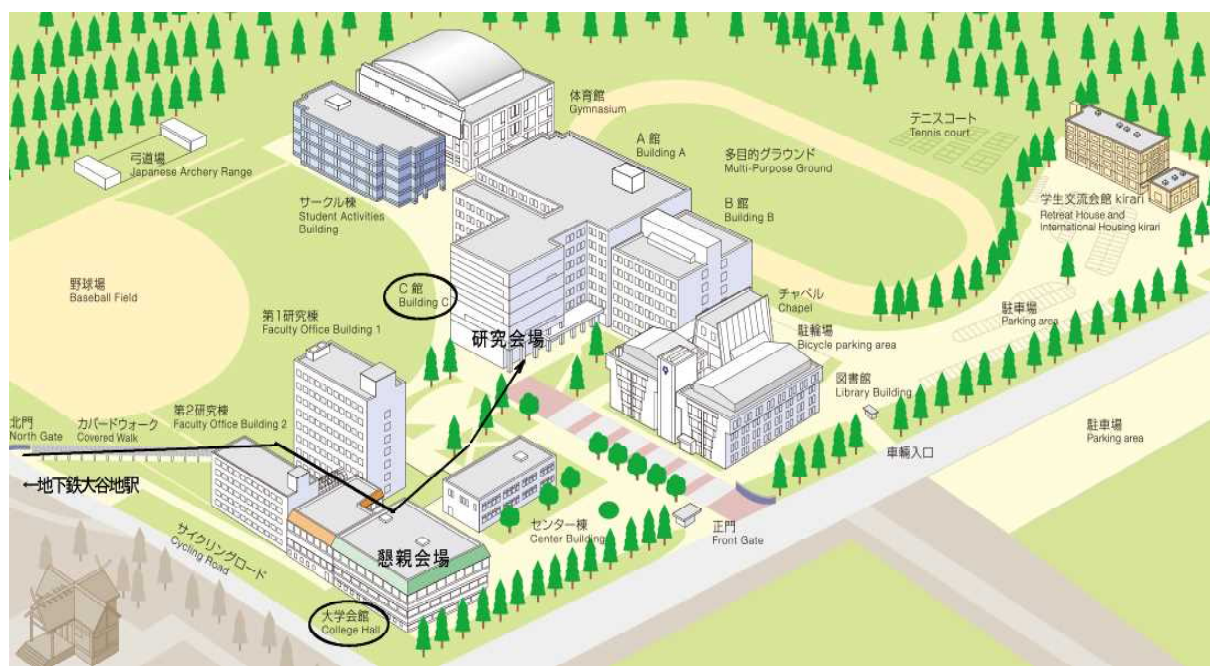 体育館
Gymnasium
テニスコート
Tennis court
A 館
Building A
多目的グラウンド
Multi-Purpose Ground
弓道場
Japanese Archery Range
サークル棟
Student Activities
Building
B 館
Building B
学生交流会館 kirari
Retreat House and
International Housing kirari
野球場
Baseball Field
C 館
Building C
チャペル
Chapel
駐車場
Parking area
第1研究棟
Faculty Office Building 1
研究会場
駐輪場
Bicycle parking area
図書館
Library Building
北門
North Gate
カバードウォーク
Covered Walk
第2研究棟
Faculty Office Building 2
駐車場
Parking area
車輛入口
←地下鉄大谷地駅
サイクリングロード
Cycling Road
センター棟
Center Building
正門
Front Gate
懇親会場
大学会館
College Hall